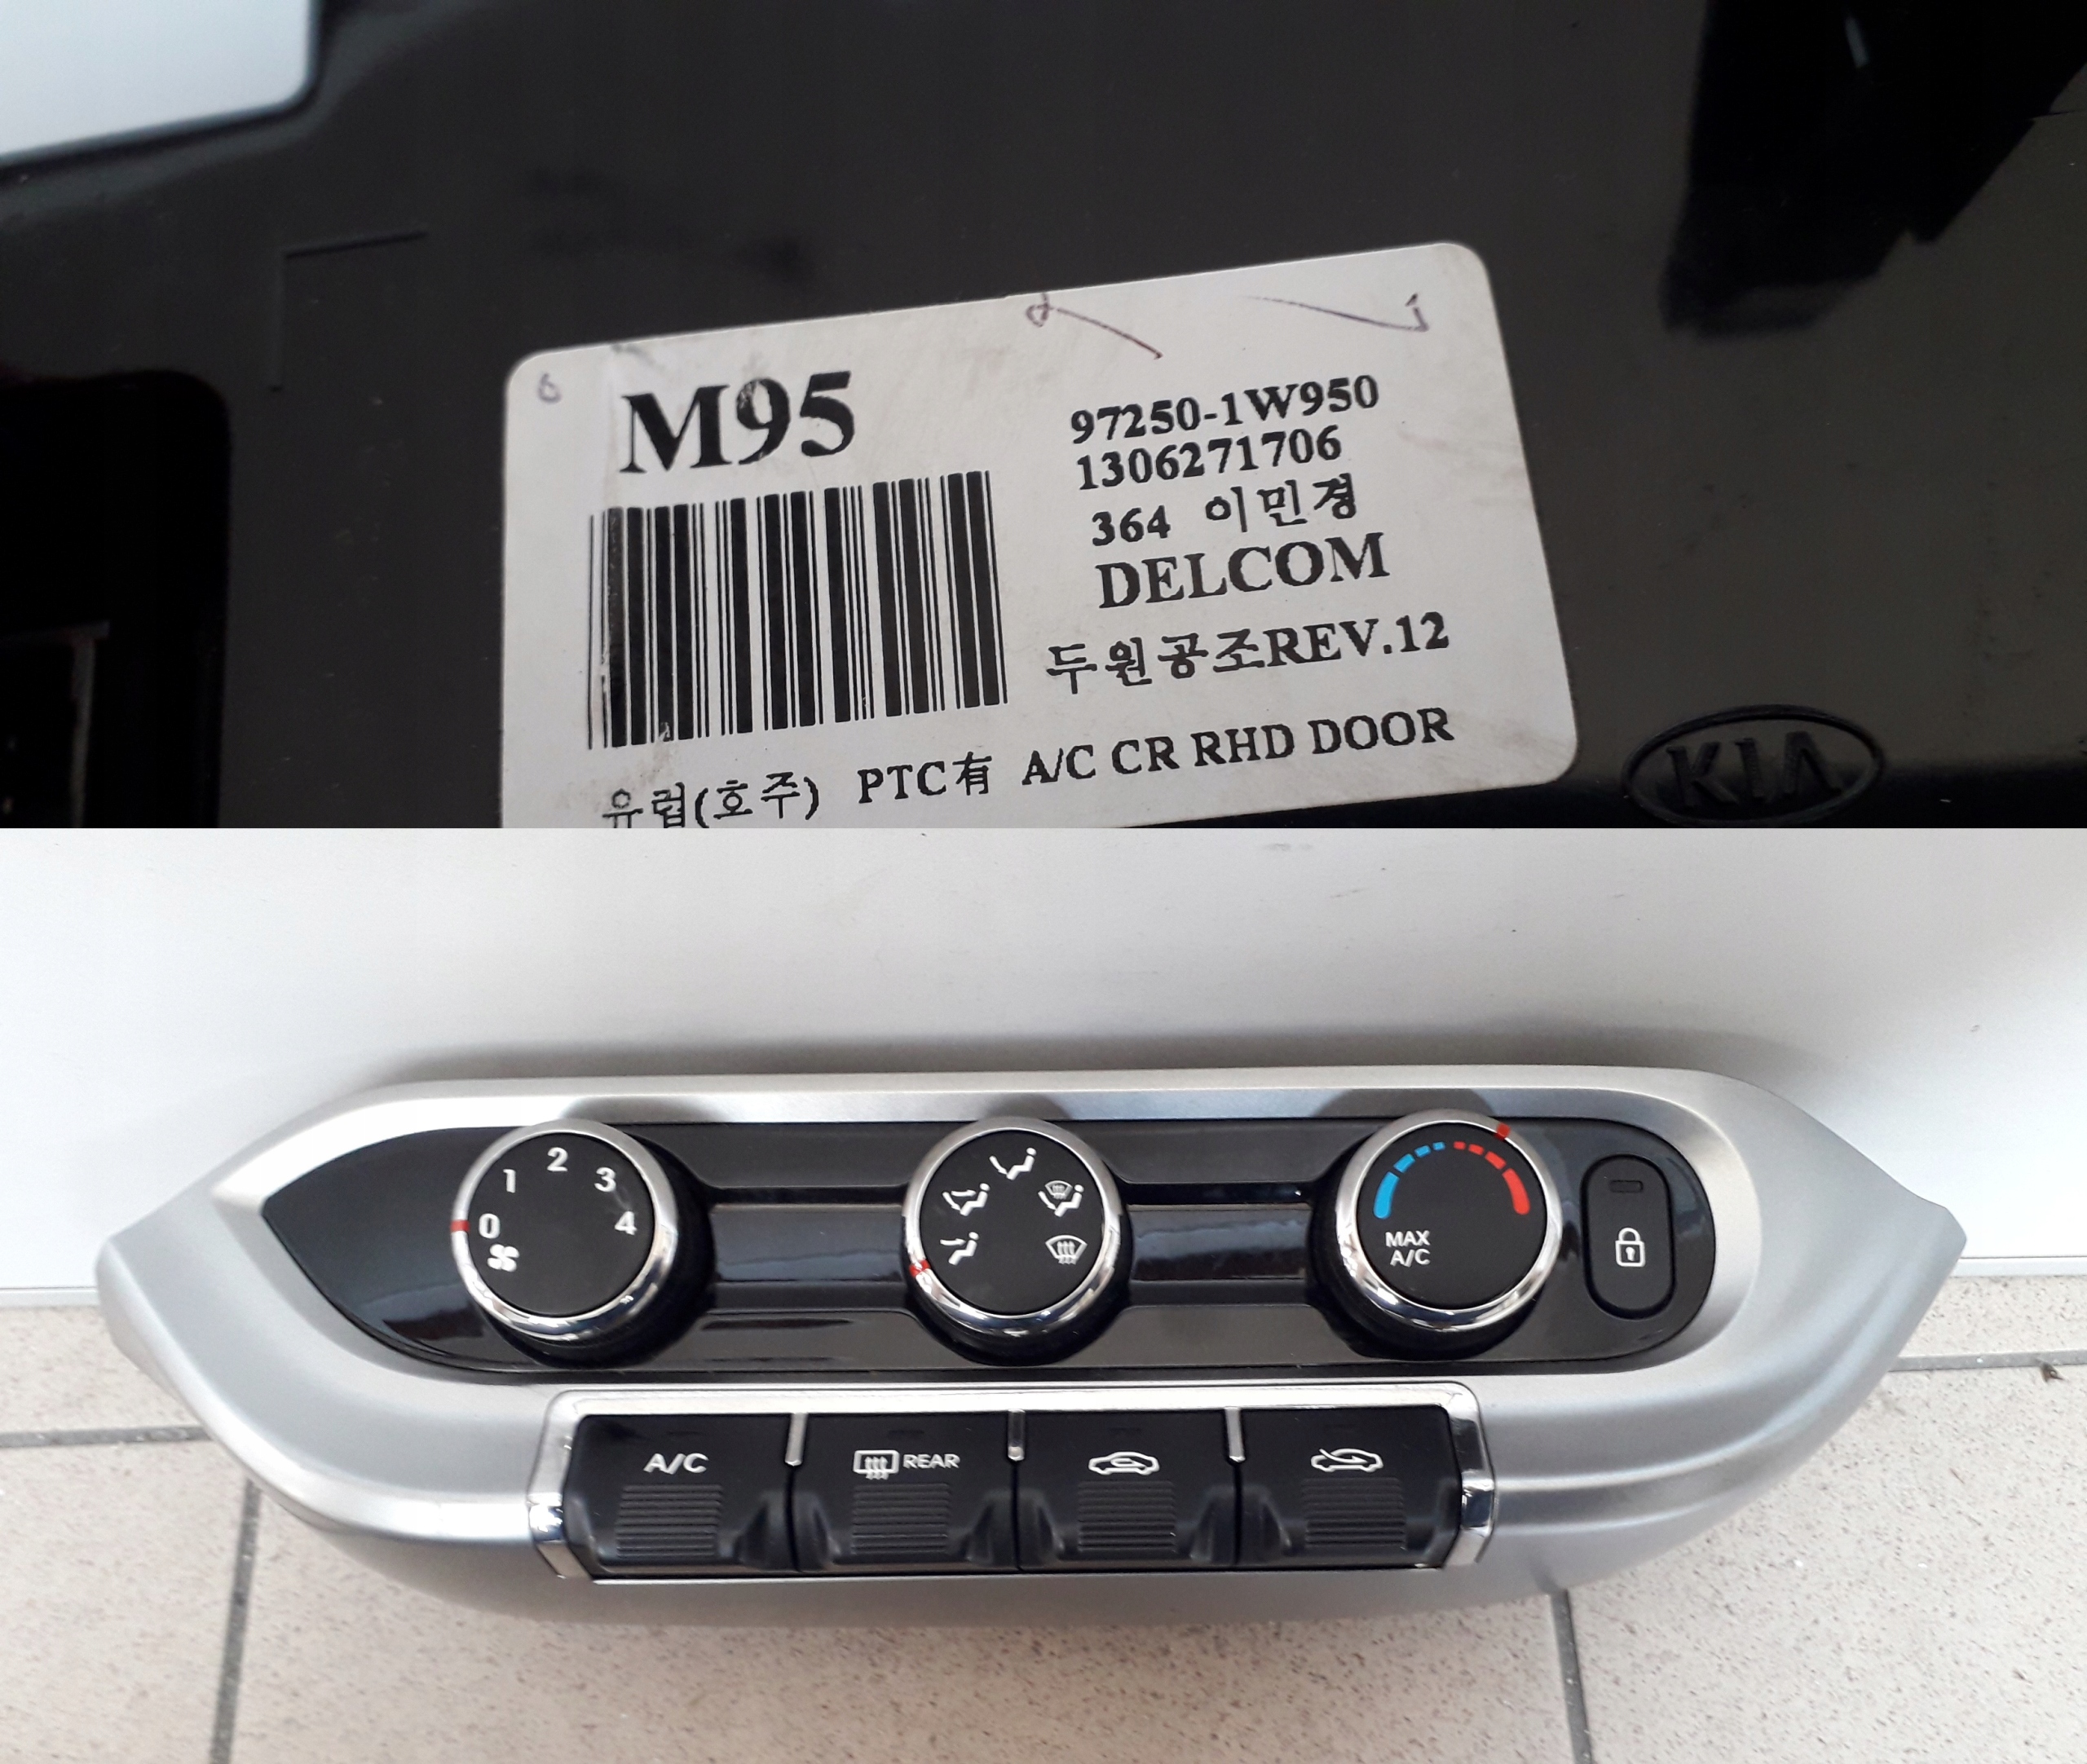 M95
97250-1W950
1306271706
364 이민경
DELCOM
두원공조REV.12
유럽(호주) PTC有 A/C CR RHD DOOR
KIA
0 1 2 3 4
MAX
A/C
A/C
REAR